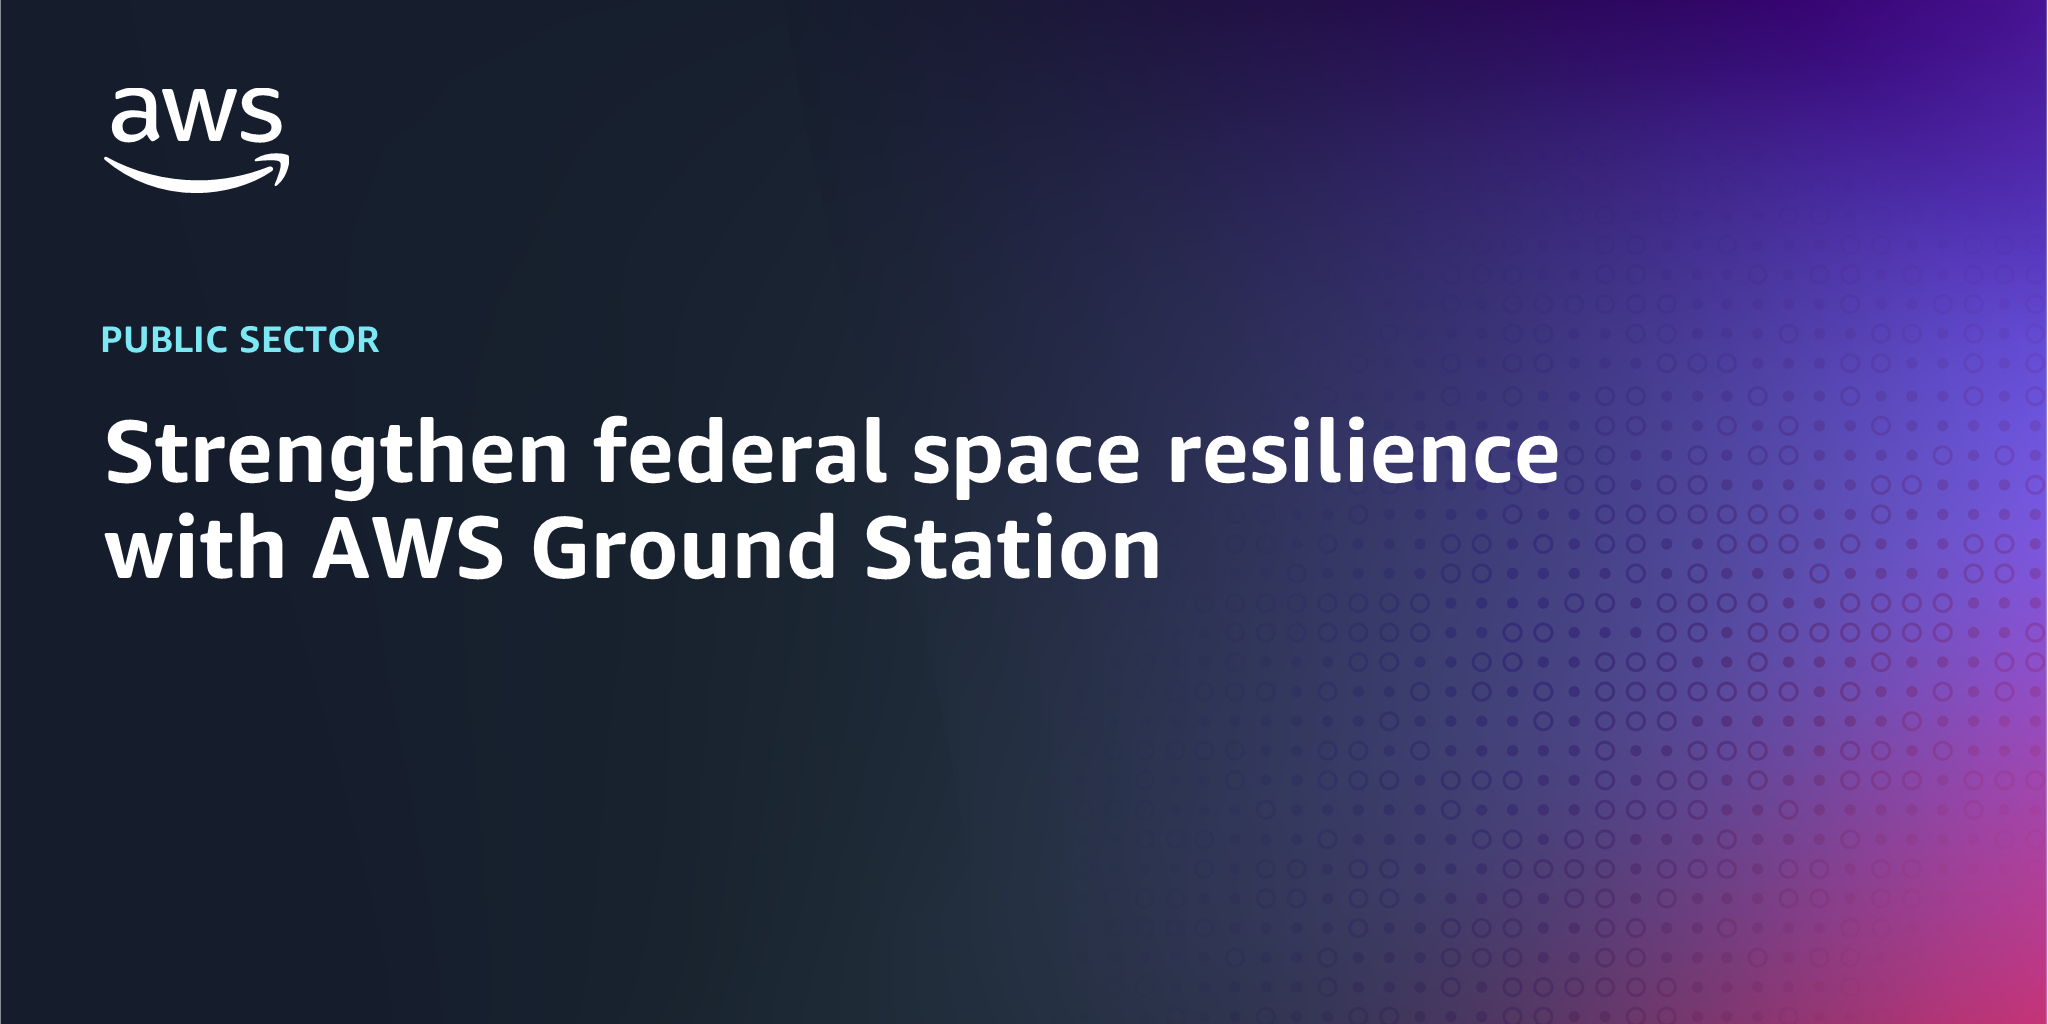 aws
PUBLIC SECTOR
Strengthen federal space resilience
with AWS Ground Station